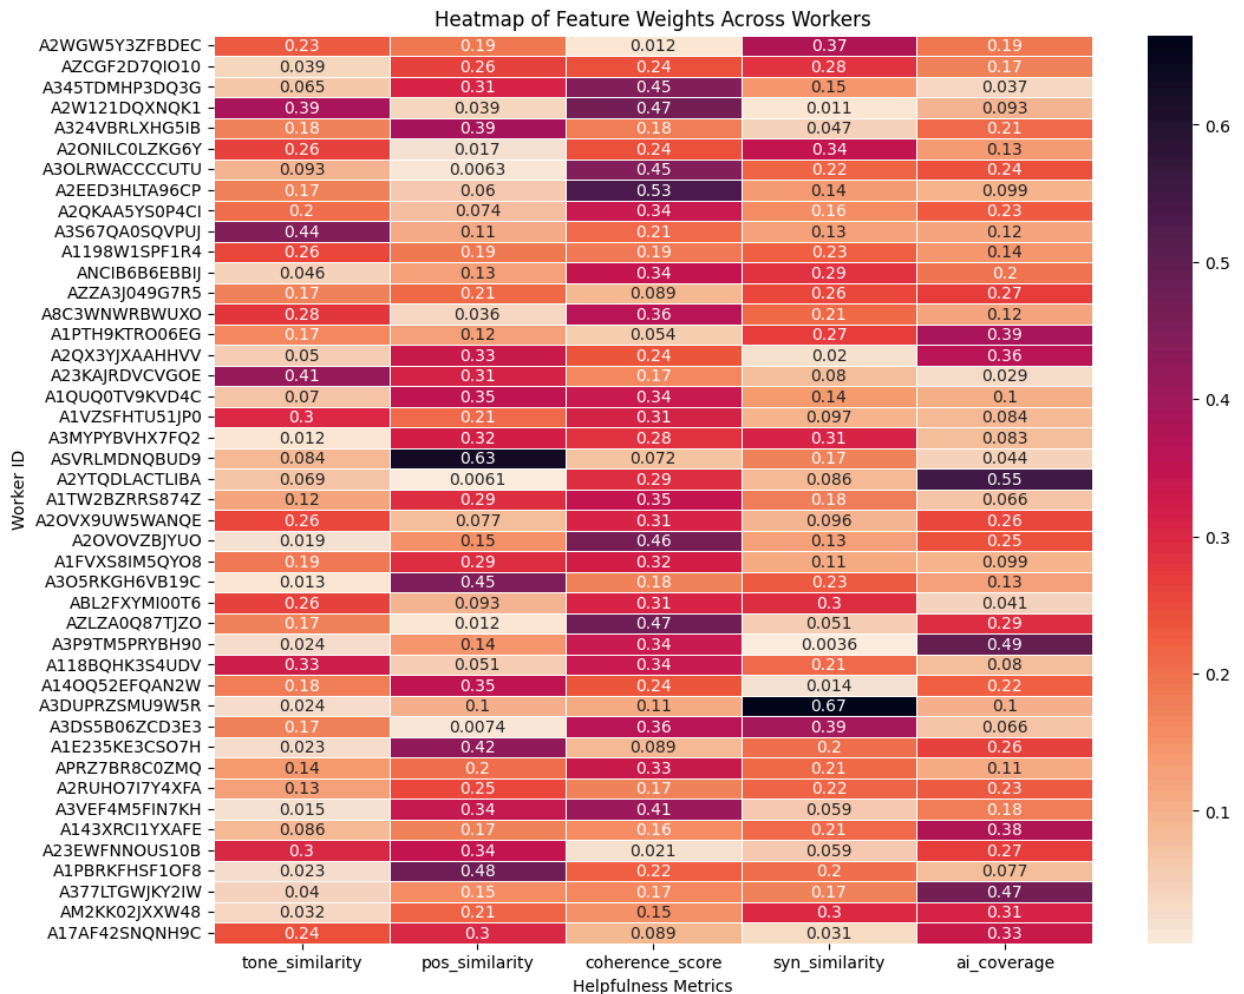 Heatmap of Feature Weights Across Workers
A2WGW5Y3ZFBDEC 0.23 0.19 0.012 0.37 0.19
AZCGF2D7QIO10 0.039 0.26 0.24 0.28 0.17
A345TDMHP3DQ3G 0.065 0.31 0.45 0.15 0.037
A2W121DQXNQK1 0.39 0.039 0.47 0.011 0.093
A324VBRLXHG5IB 0.18 0.39 0.18 0.047 0.21
A2ONILC0LZKG6Y 0.26 0.017 0.24 0.34 0.13
A3OLRWACCCCUTU 0.093 0.0063 0.45 0.22 0.24
A2EED3HLTA96CP 0.17 0.06 0.53 0.14 0.099
A2QKAA5YS0P4CI 0.2 0.074 0.34 0.16 0.23
A3S67QA0SQVPUJ 0.44 0.11 0.21 0.13 0.12
A1198W1SPF1R4 0.26 0.19 0.19 0.23 0.14
ANCIB6B6EBBIJ 0.046 0.13 0.34 0.29 0.2
AZZA3J049G7R5 0.17 0.21 0.089 0.26 0.27
A8C3WNWRBWUXO 0.28 0.036 0.36 0.21 0.12
A1PTH9KTRO06EG 0.17 0.12 0.054 0.27 0.39
A2QX3YJXAAHHVV 0.05 0.33 0.24 0.02 0.36
A23KAJRDVCVGOE 0.41 0.31 0.17 0.08 0.029
A1QUQ0TV9KVD4C 0.07 0.35 0.34 0.14 0.1
A1VZSFHTU51JP0 0.3 0.21 0.31 0.097 0.084
A3MYPYBVHX7FQ2 0.012 0.32 0.28 0.31 0.083
ASVRLMDNQBUD9 0.084 0.63 0.072 0.17 0.044
A2YTQDLACTLIBA 0.069 0.0061 0.29 0.086 0.55
A1TW2BZRRS874Z 0.12 0.29 0.35 0.18 0.066
A2OVX9UW5WANQE 0.26 0.077 0.31 0.096 0.26
A2OVOVZBJYUO 0.019 0.15 0.46 0.13 0.25
A1FVXS8IM5QYO8 0.19 0.29 0.32 0.11 0.099
A3O5RKGH6VB19C 0.013 0.45 0.18 0.23 0.13
ABL2FXYMI00T6 0.26 0.093 0.31 0.3 0.041
AZLZA0Q87TJZO 0.17 0.012 0.47 0.051 0.29
A3P9TM5PRYBH90 0.024 0.14 0.34 0.0036 0.49
A118BQHK3S4UDV 0.33 0.051 0.34 0.21 0.08
A14OQ52EFQAN2W 0.18 0.35 0.24 0.014 0.22
A3DUPRZSMU9W5R 0.024 0.1 0.11 0.67 0.1
A3DS5B06ZCD3E3 0.17 0.0074 0.36 0.39 0.066
A1E235KE3CSO7H 0.023 0.42 0.089 0.2 0.26
APRZ7BR8C0ZMQ 0.14 0.2 0.33 0.21 0.11
A2RUHO7I7Y4XFA 0.13 0.25 0.17 0.22 0.23
A3VEF4M5FIN7KH 0.015 0.34 0.41 0.059 0.18
A143XRCI1YXAFE 0.086 0.17 0.16 0.21 0.38
A23EWFNNOUS10B 0.3 0.34 0.021 0.059 0.27
A1PBRKFHSF1OF8 0.023 0.48 0.22 0.2 0.077
A377LTGWJKY2IW 0.04 0.15 0.17 0.17 0.47
AM2KK02JXXW48 0.032 0.21 0.15 0.3 0.31
A17AF42SNQNH9C 0.24 0.3 0.089 0.031 0.33
tone_similarity pos_similarity coherence_score syn_similarity ai_coverage
Helpfulness Metrics
Worker ID
0.6
0.5
0.4
0.3
0.2
0.1